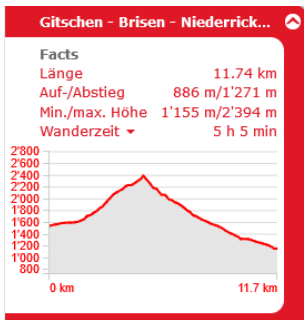 Gitschen - Brisen - Niederrick...
Facts
Länge 11.74 km
Auf-/Abstieg 886 m/1'271 m
Min./max. Höhe 1'155 m/2'394 m
Wanderzeit 5 h 5 min
2'800
2'600
2'400
2'200
2'000
1'800
1'600
1'400
1'200
1'000
800
0 km 11.7 km